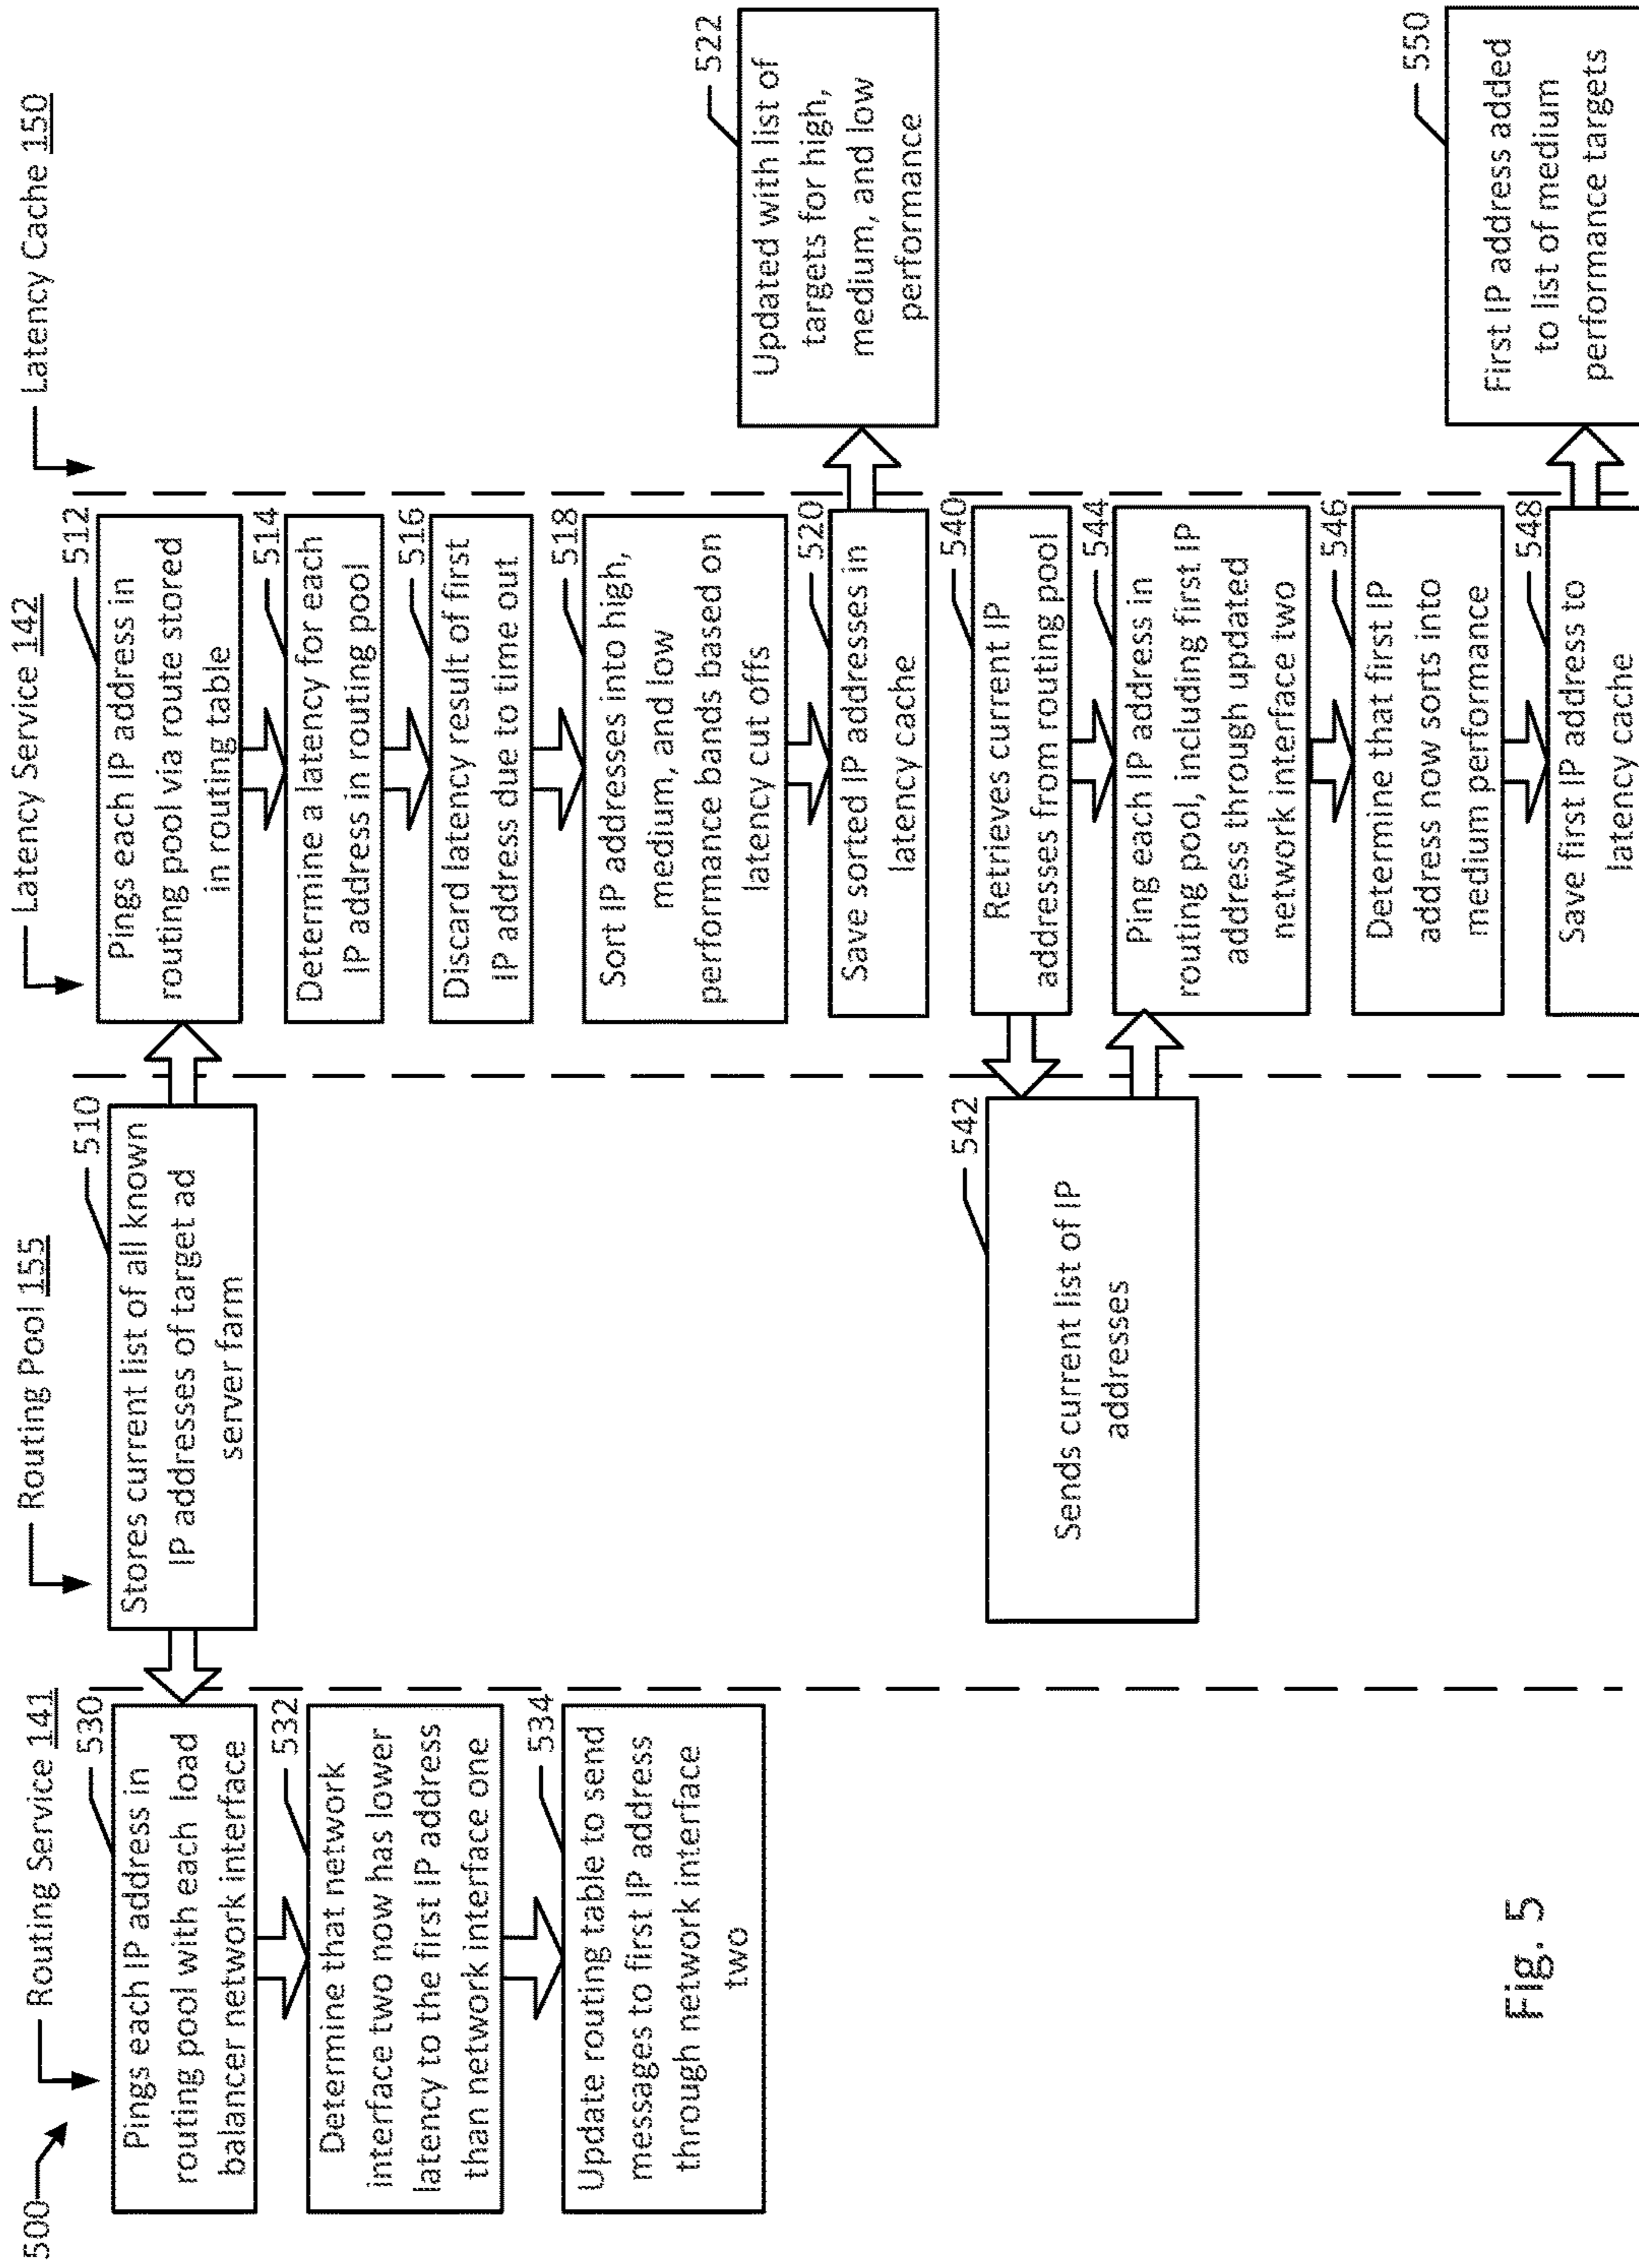 500
Routing Service 141
Routing Pool 155
Latency Service 142
Latency Cache 150
530
Pings each IP address in
routing pool with each load
balancer network interface
532
Determine that network
interface two now has lower
latency to the first IP address
than network interface one
534
Update routing table to send
messages to first IP address
through network interface
two
510
Stores current list of all known
IP addresses of target ad
server farm
542
Sends current list of IP
addresses
512
Pings each IP address in
routing pool via route stored
in routing table
514
Determine a latency for each
IP address in routing pool
516
Discard latency result of first
IP address due to time out
518
Sort IP addresses into high,
medium, and low
performance bands based on
latency cut offs
520
Save sorted IP addresses in
latency cache
540
Retrieves current IP
addresses from routing pool
544
Ping each IP address in
routing pool, including first IP
address through updated
network interface two
546
Determine that first IP
address now sorts into
medium performance
548
Save first IP address to
latency cache
522
Updated with list of
targets for high,
medium, and low
performance
550
First IP address added
to list of medium
performance targets
Fig. 5